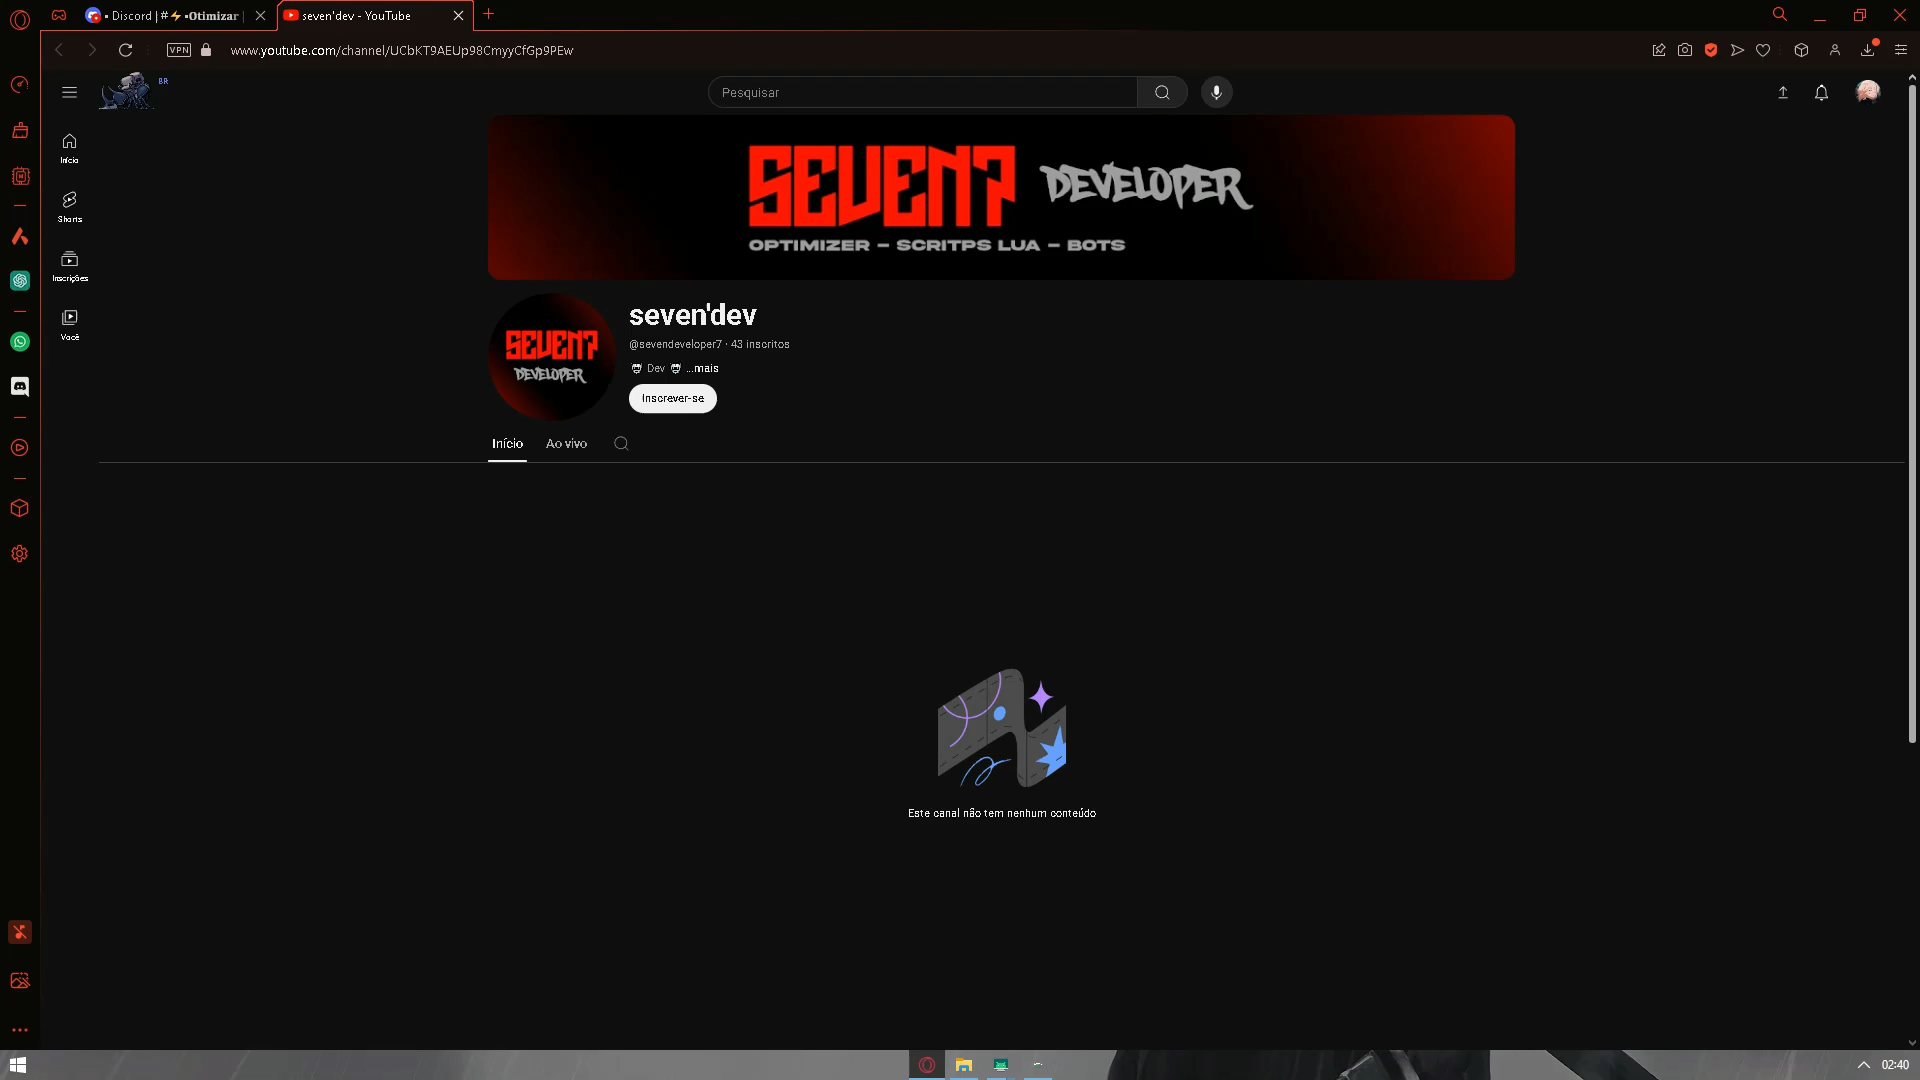 • Discord | #⚡•Otimizar |
seven'dev - YouTube
VPN
www.youtube.com/channel/UCbKT9AEUp98CmyyCfGp9PEw
BR
Pesquisar
Início
Shorts
Inscrições
Você
SEVEN7 DEVELOPER
OPTIMIZER – SCRITPS LUA – BOTS
SEVEN7
DEVELOPER
seven'dev
@sevendeveloper7 · 43 inscritos
Dev ...mais
Inscrever-se
Início
Ao vivo
Este canal não tem nenhum conteúdo
02:40